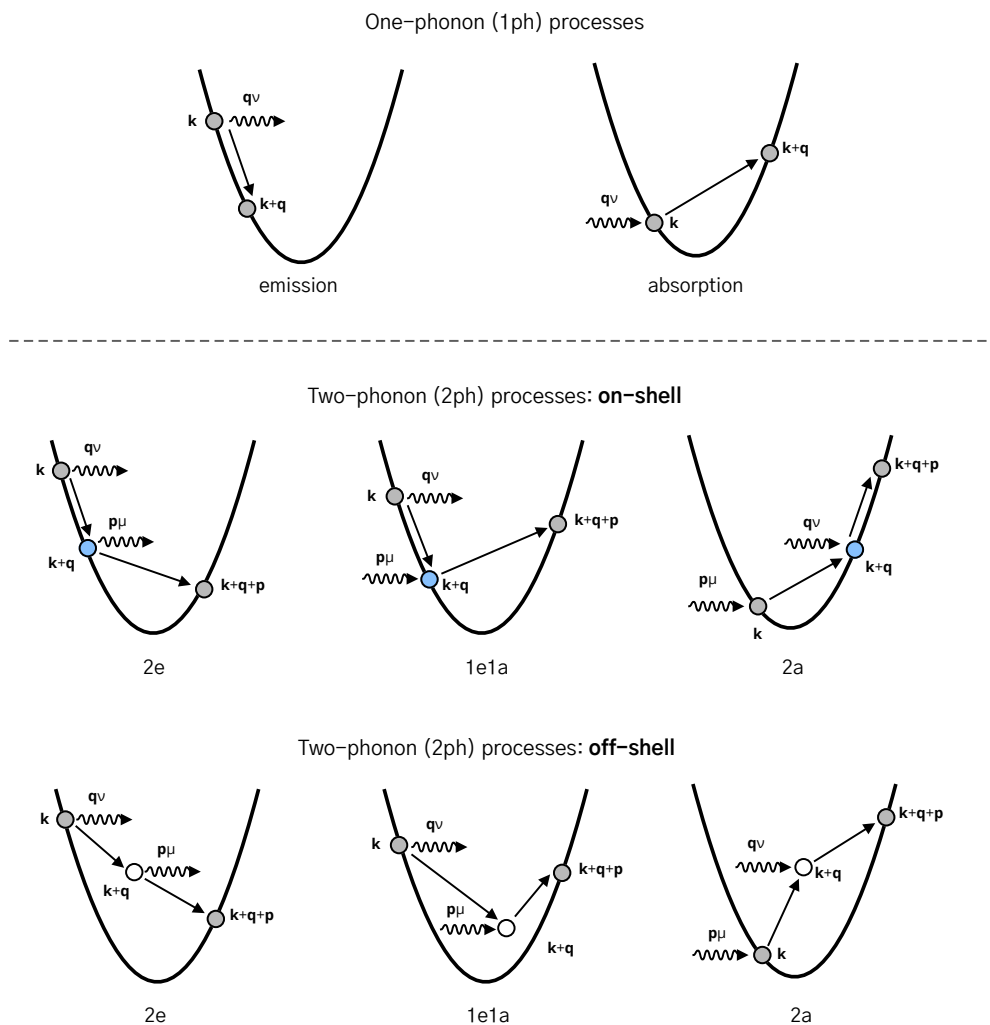 One-phonon (1ph) processes
qν
k
k+q
emission
qν
k
k+q
absorption
Two-phonon (2ph) processes: on-shell
k
qν
pμ
k+q
k+q+p
2e
k
qν
pμ
k+q
k+q+p
1e1a
k+q+p
qν
k+q
pμ
k
2a
Two-phonon (2ph) processes: off-shell
qν
k
pμ
k+q
k+q+p
2e
qν
k
k+q+p
pμ
k+q
1e1a
k+q+p
qν
k+q
pμ
k
2a